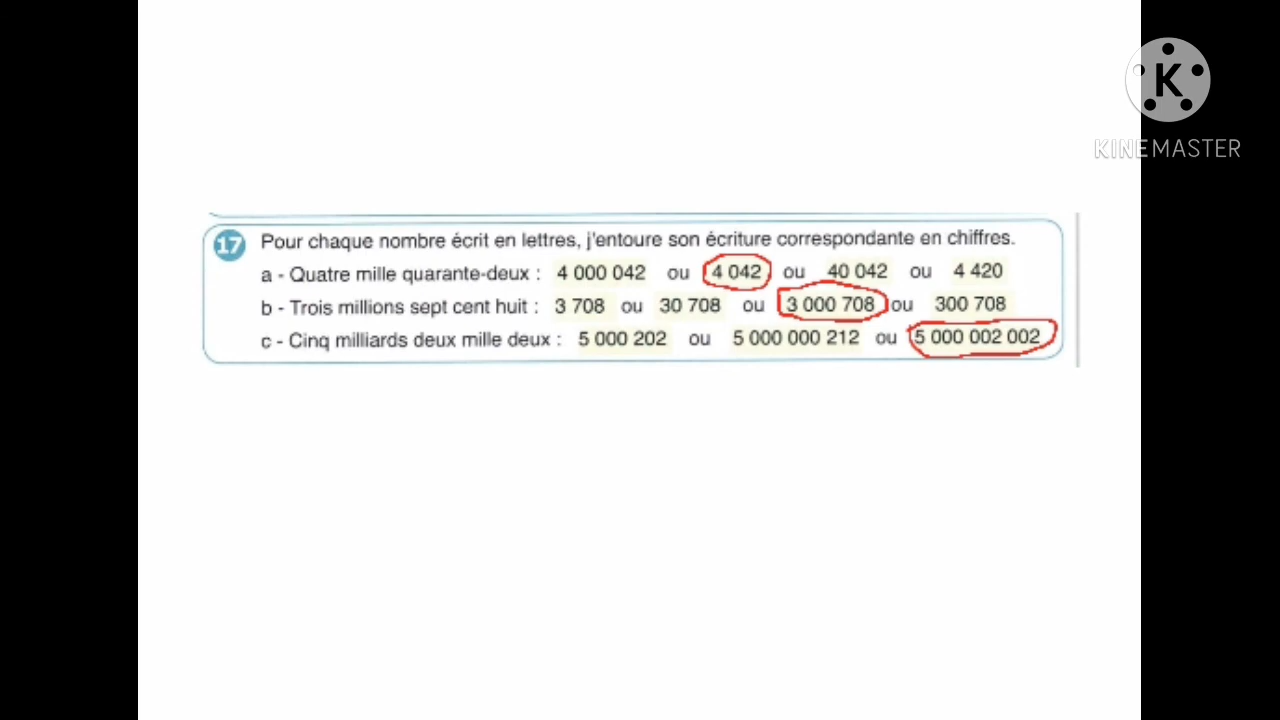 K
KINEMASTER
17 Pour chaque nombre écrit en lettres, j'entoure son écriture correspondante en chiffres.
a - Quatre mille quarante-deux : 4 000 042 ou 4 042 ou 40 042 ou 4 420
b - Trois millions sept cent huit : 3 708 ou 30 708 ou 3 000 708 ou 300 708
c - Cinq milliards deux mille deux : 5 000 202 ou 5 000 000 212 ou 5 000 002 002